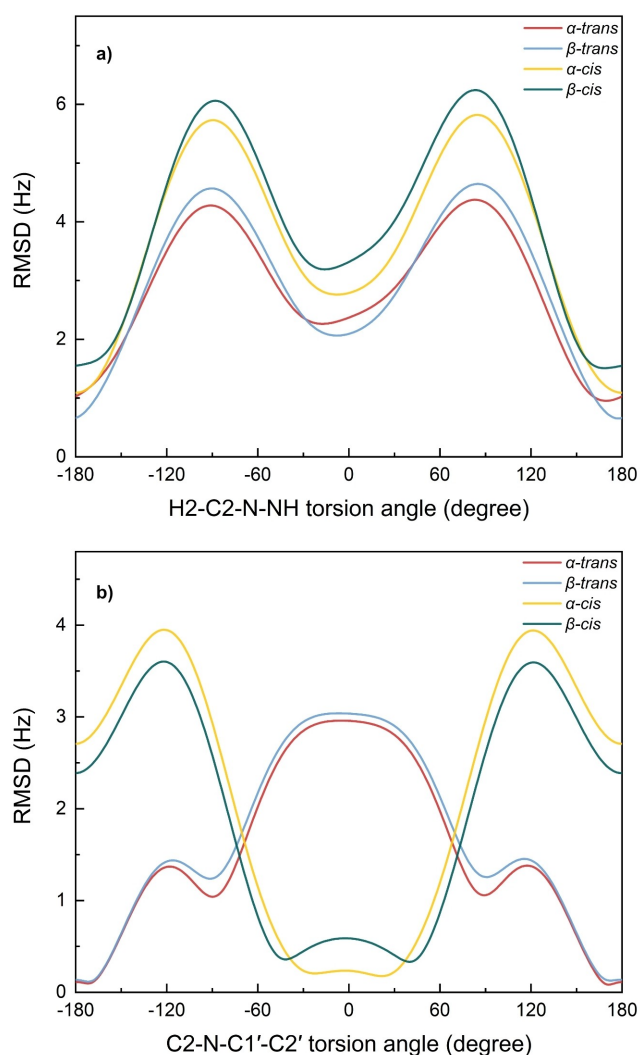 a)
α-trans
β-trans
α-cis
β-cis
6
4
2
0
RMSD (Hz)
-180 -120 -60 0 60 120 180
H2-C2-N-NH torsion angle (degree)
b)
α-trans
β-trans
α-cis
β-cis
4
3
2
1
0
RMSD (Hz)
-180 -120 -60 0 60 120 180
C2-N-C1′-C2′ torsion angle (degree)